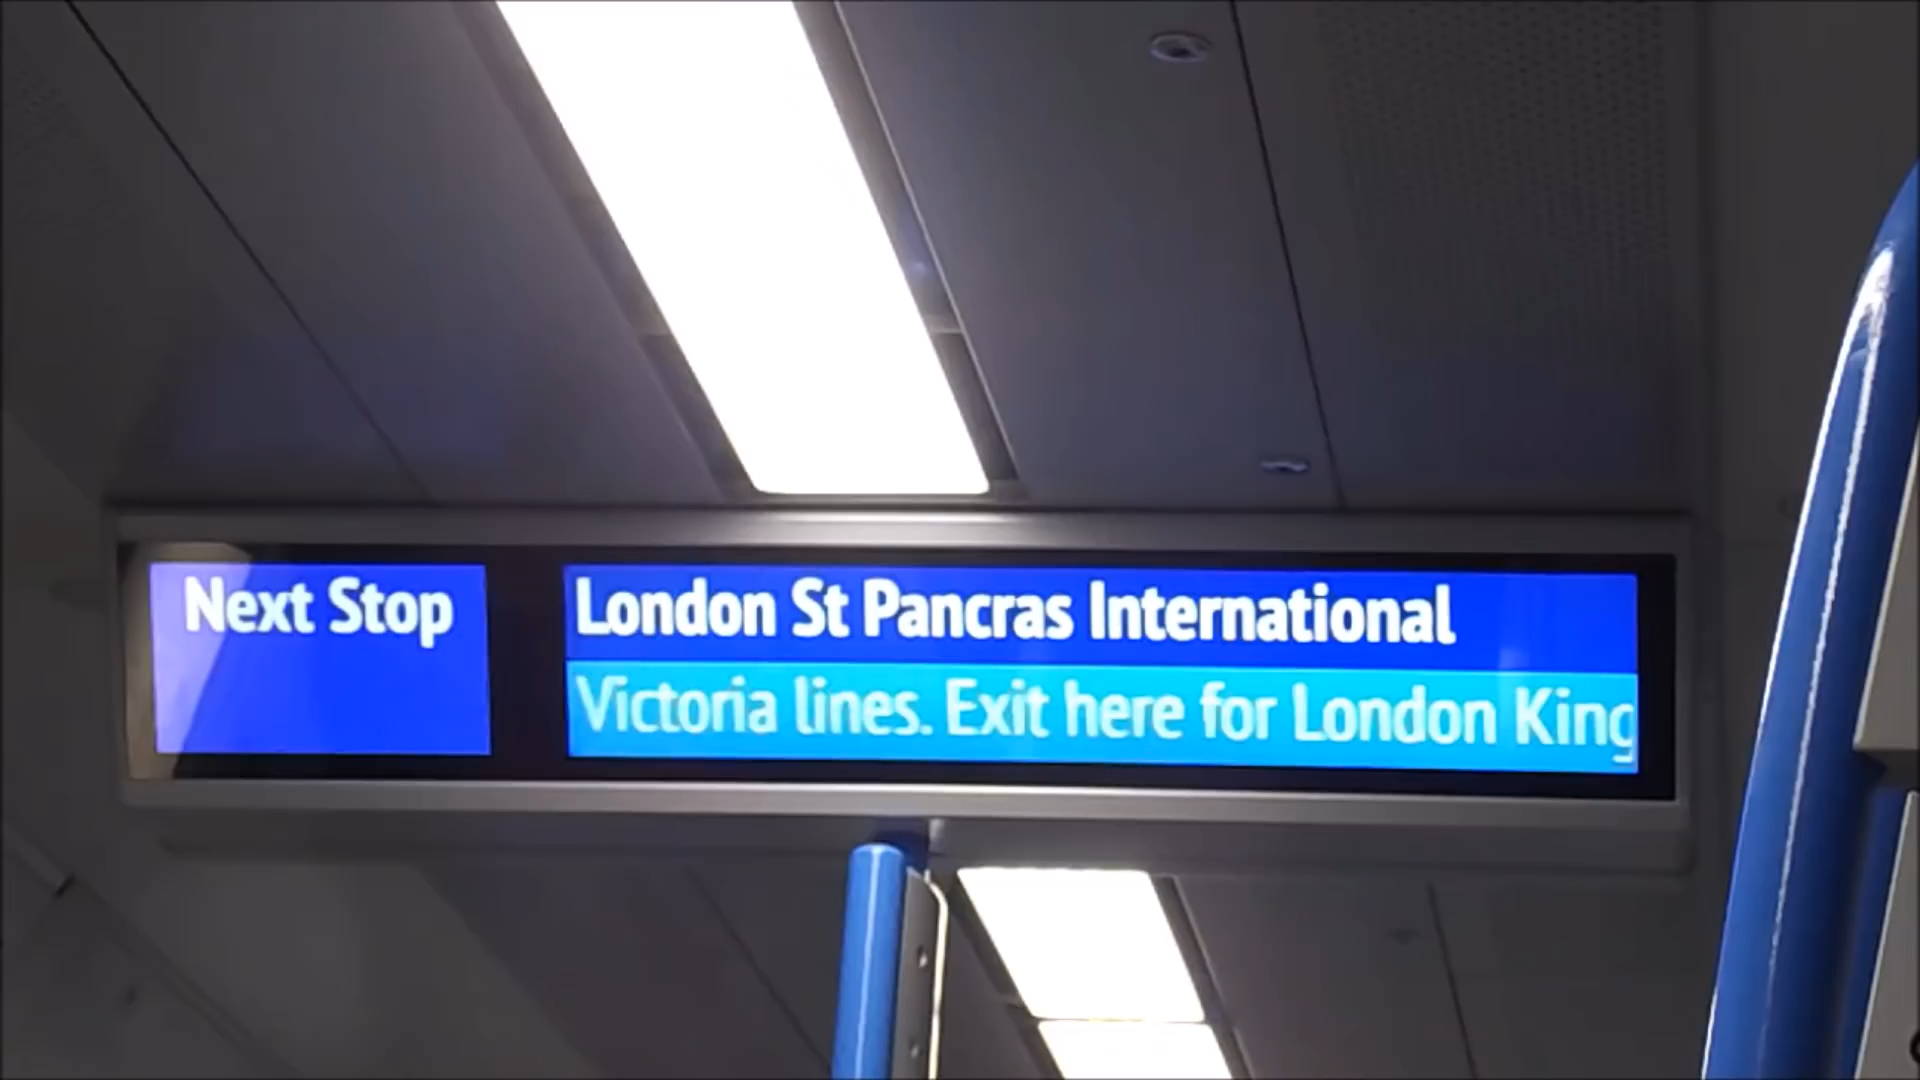 Next Stop
London St Pancras International
Victoria lines. Exit here for London King